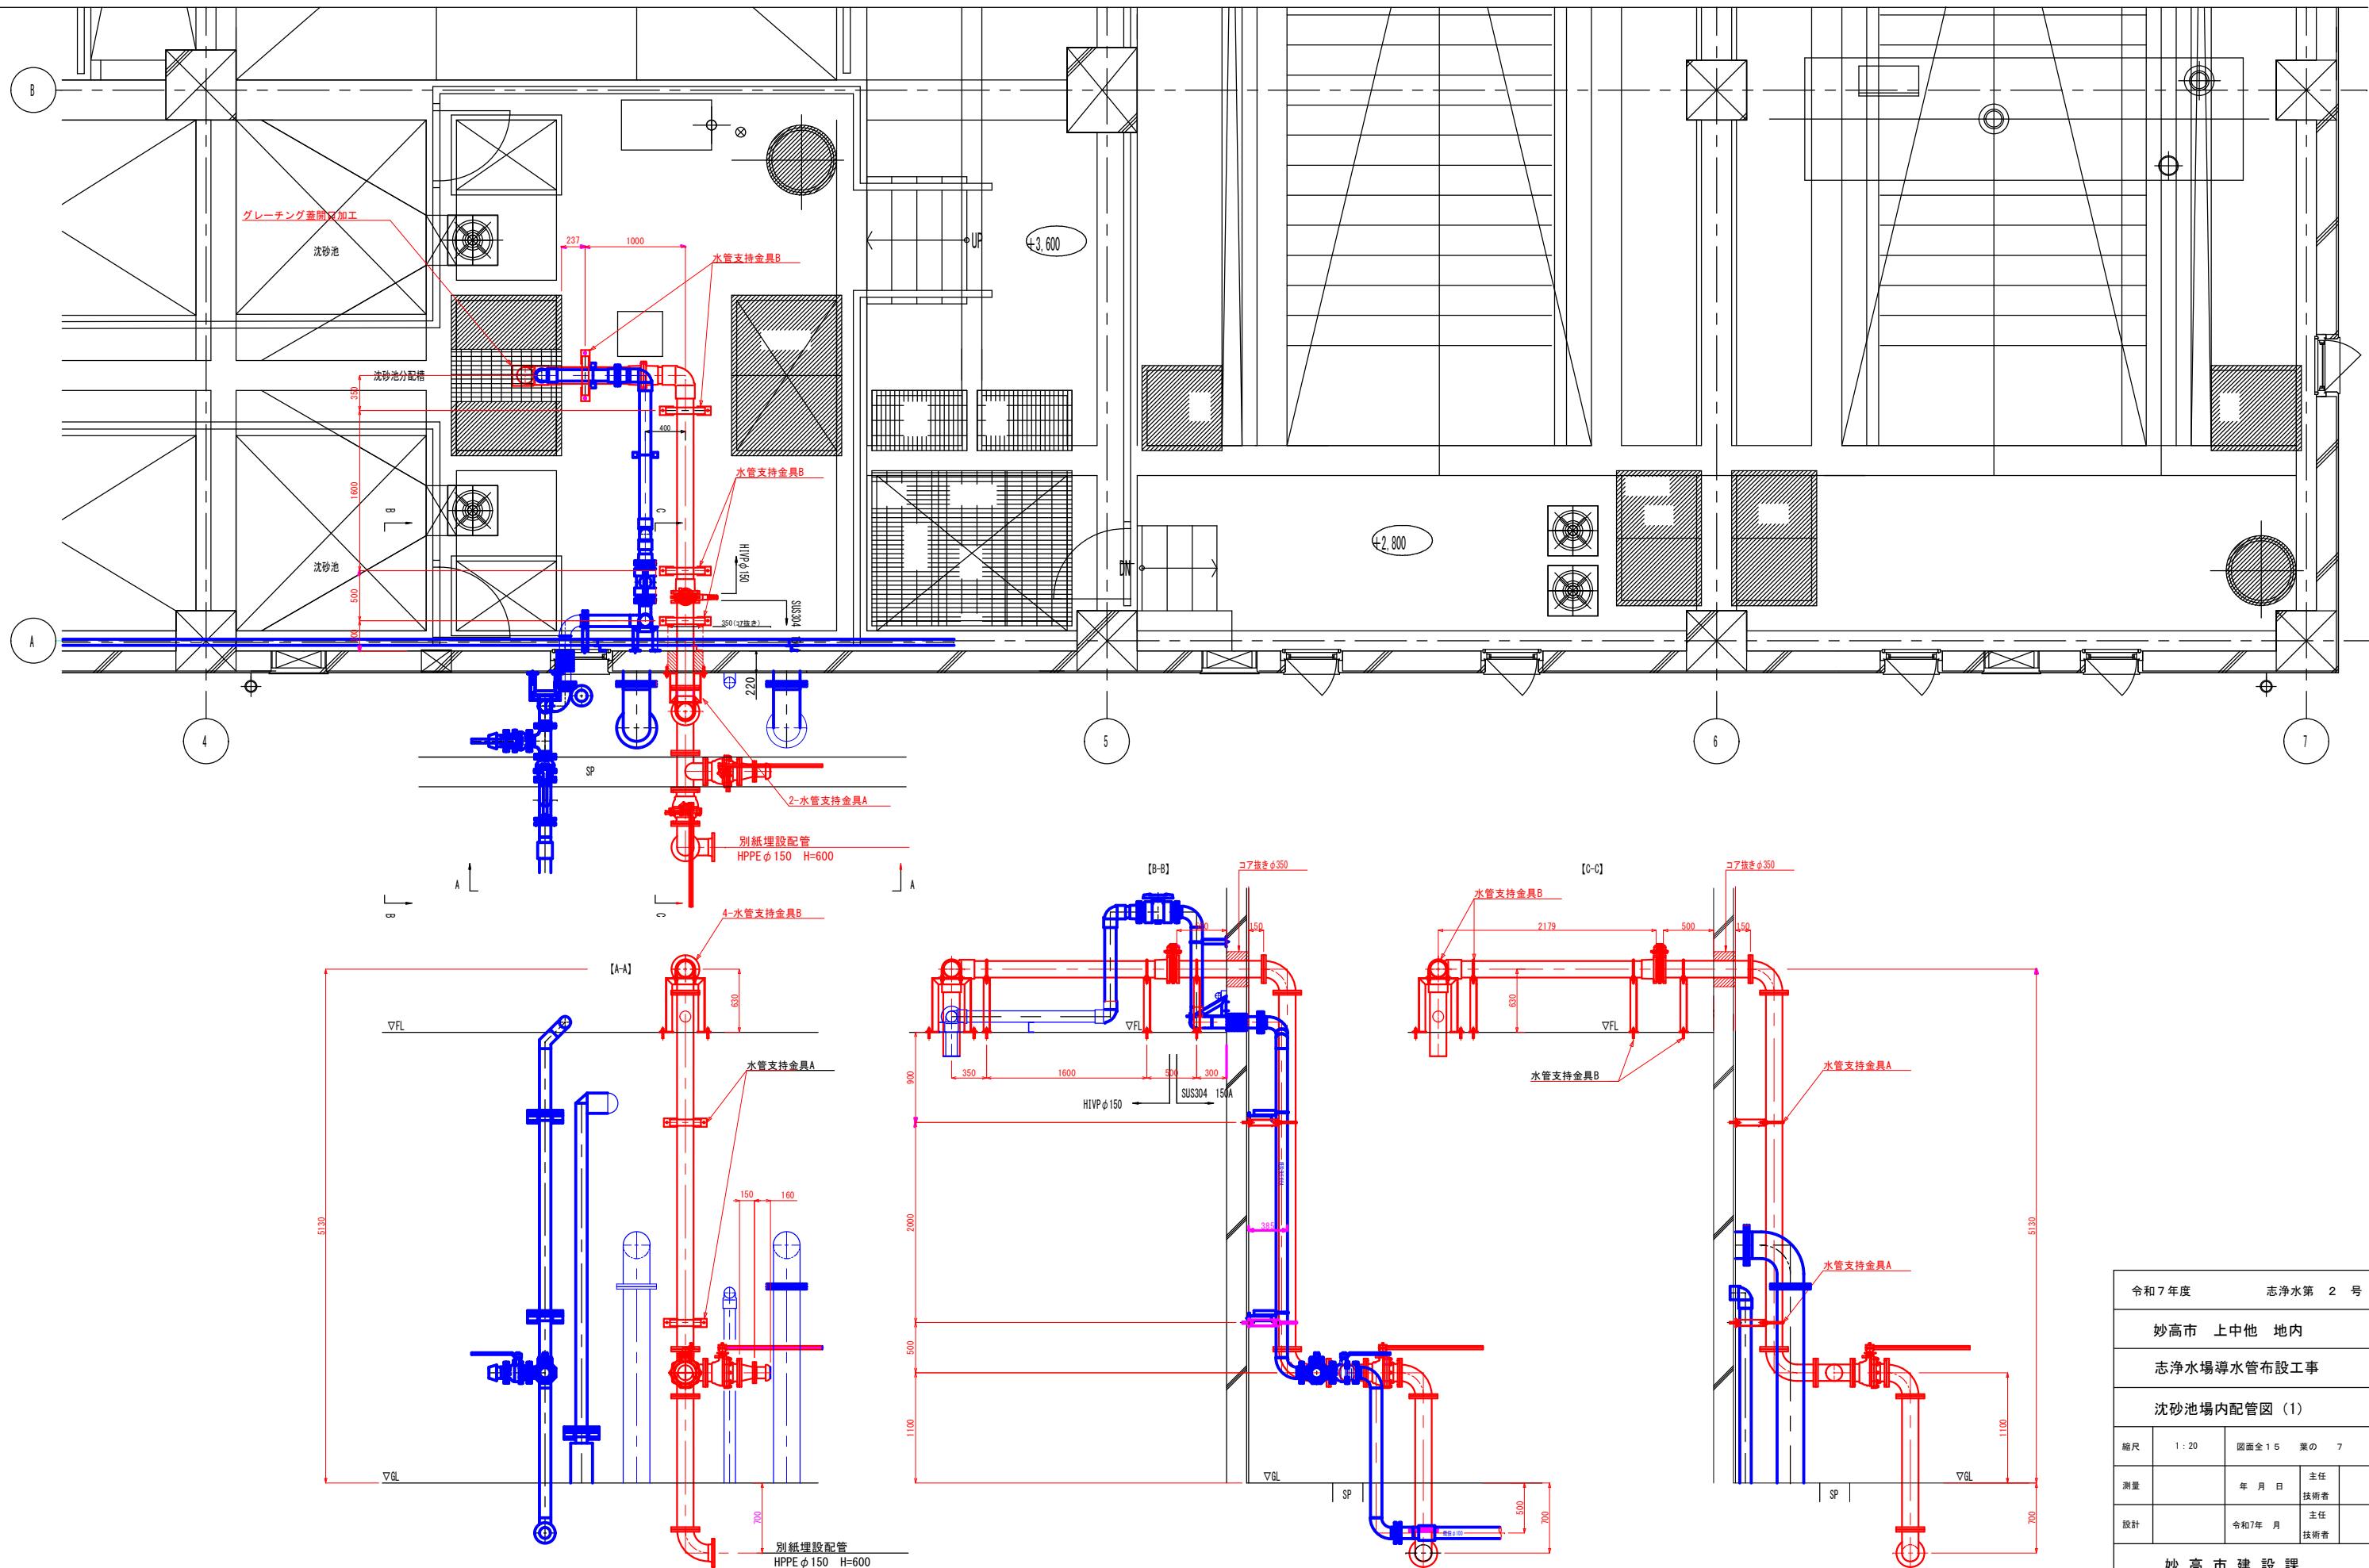 B
グレーチング蓋開口加工
沈砂池
237
1000
水管支持金具B
UP
+3,600
沈砂池分配槽
350
400
水管支持金具B
1600
B
C
HIVPφ150
+2,800
DN
沈砂池
500
SUS304
350(コア抜き)
A
220
4
5
6
7
SP
2-水管支持金具A
別紙埋設配管
HPPEφ150 H=600
A
A
B
C
【A-A】
4-水管支持金具B
630
▽FL
水管支持金具A
5130
150
160
▽GL
700
別紙埋設配管
HPPEφ150 H=600
【B-B】
コア抜きφ350
150
▽FL
900
350
1600
500
300
HIVPφ150
SUS304 150A
2000
385
500
1100
▽GL
SP
500
700
【C-C】
コア抜きφ350
水管支持金具B
2179
500
150
630
▽FL
水管支持金具B
水管支持金具A
水管支持金具A
5130
1100
▽GL
SP
700
令和7年度 志浄水第 2 号
妙高市 上中他 地内
志浄水場導水管布設工事
沈砂池場内配管図(1)
縮尺 1:20 図面全15 葉の 7
測量 年 月 日 主任技術者
設計 令和7年 月 主任技術者
妙高市建設課